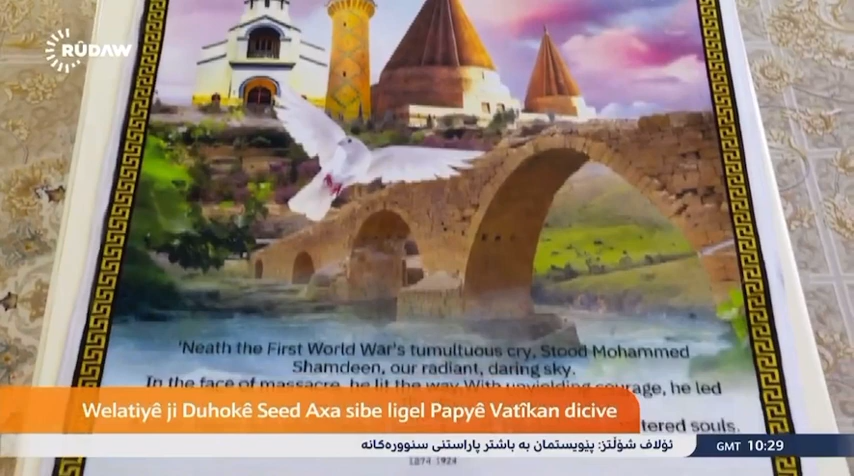 RÛDAW
'Neath the First World War's tumultuous cry, Stood Mohammed
Shamdeen, our radiant, daring sky.
In the face of massacre, he lit the way With unyielding courage, he led
Welatiyê ji Duhokê Seed Axa sibe ligel Papyê Vatîkan dicive
tered souls.
ئۆلاف شۆڵتز: پێویستمان بە باشتر پاراستنی سنوورەکانە
GMT 10:29
1874 1924